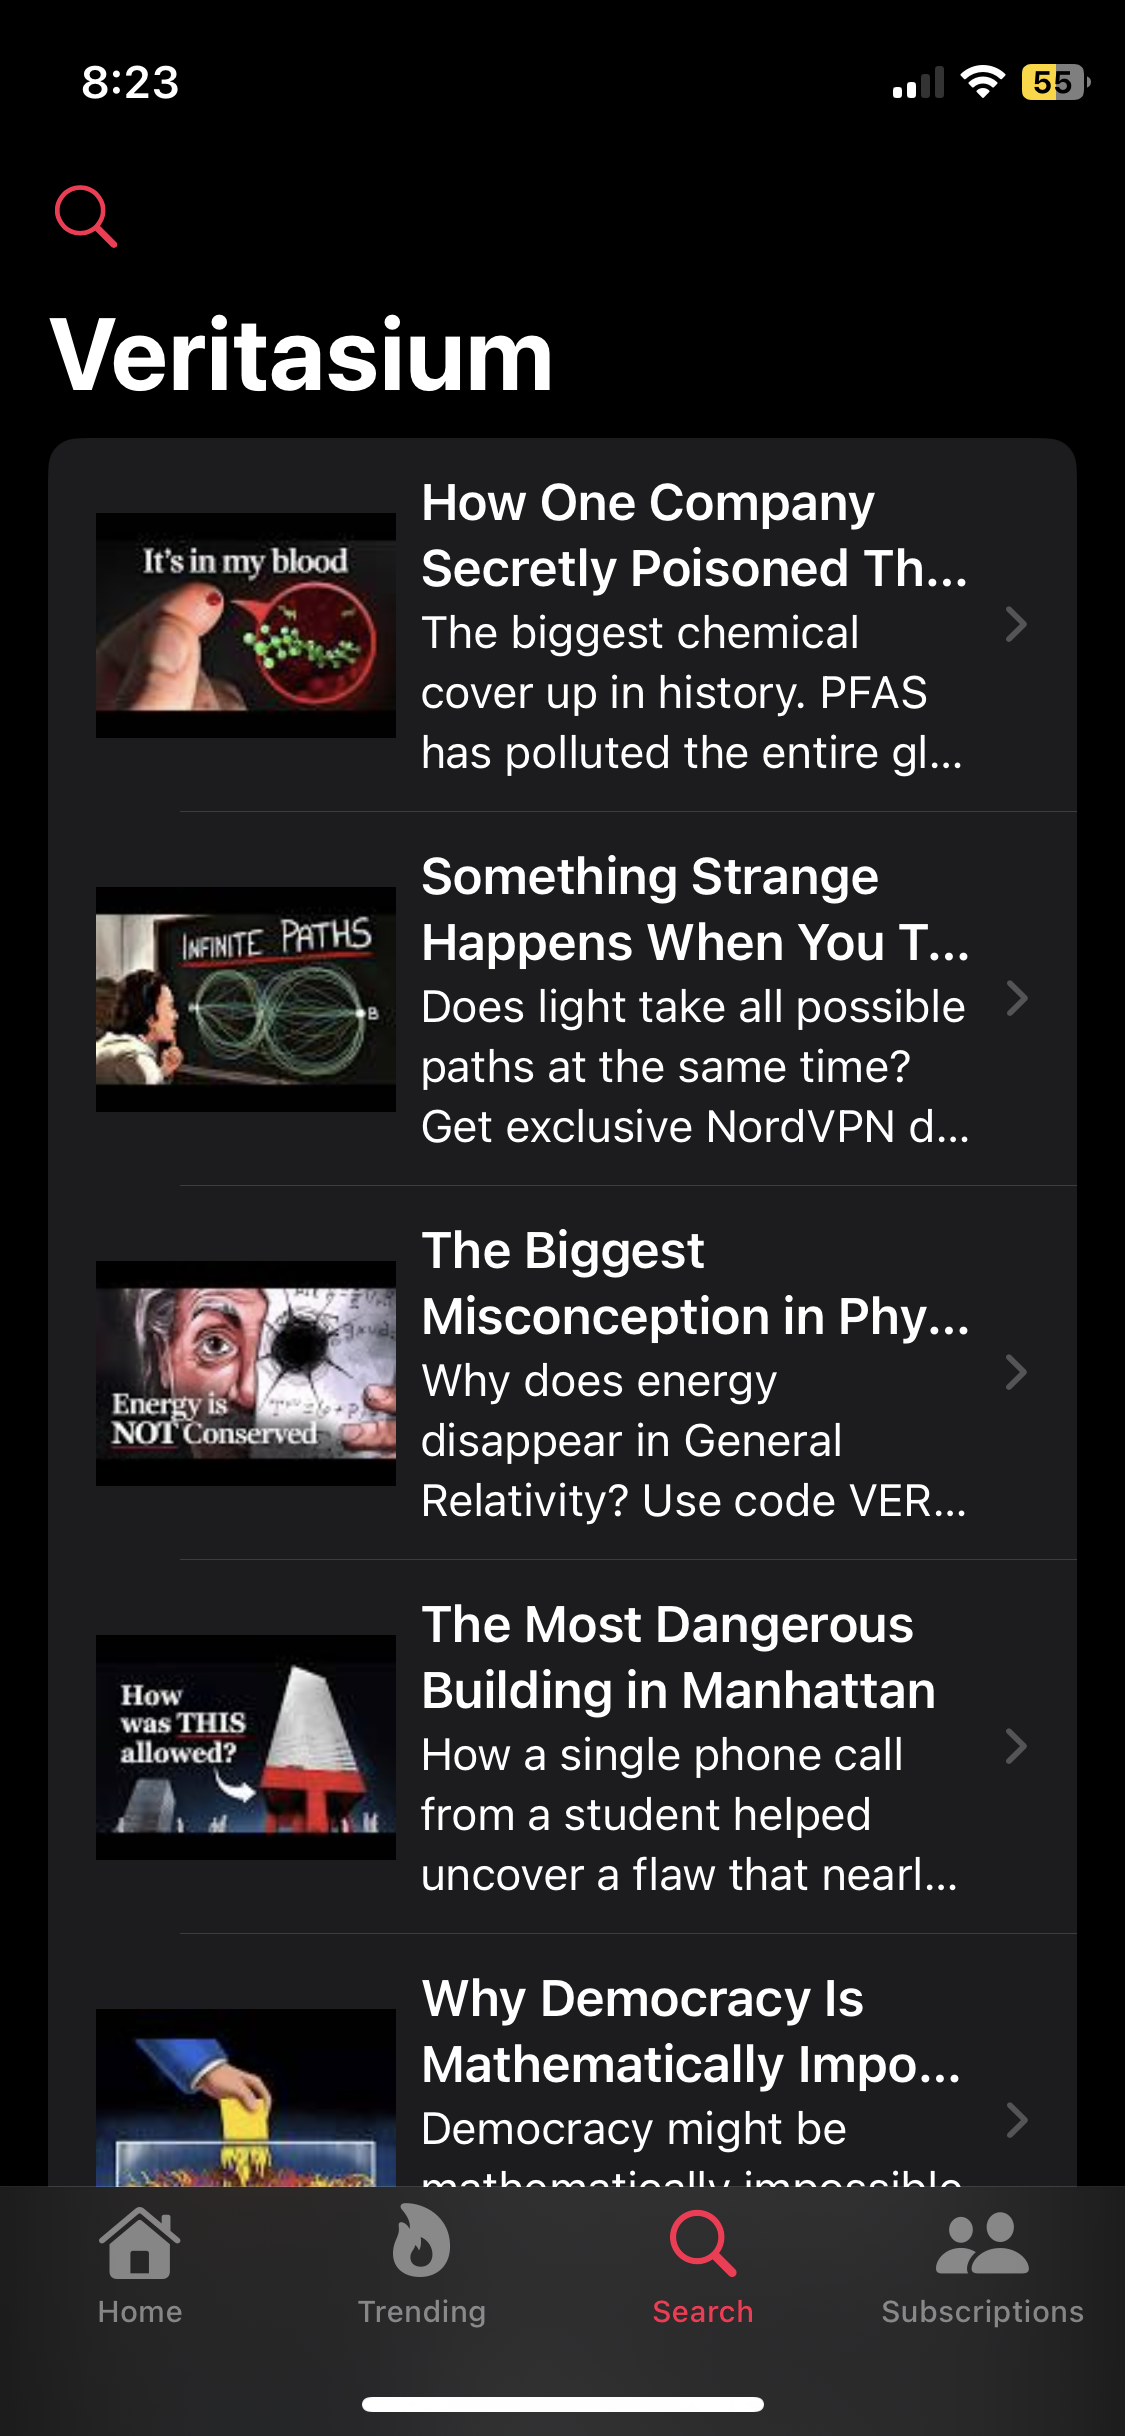 8:23
55
Veritasium
It's in my blood
How One Company
Secretly Poisoned Th...
The biggest chemical
cover up in history. PFAS
has polluted the entire gl...
INFINITE PATHS
B
Something Strange
Happens When You T...
Does light take all possible
paths at the same time?
Get exclusive NordVPN d...
Energy is
NOT Conserved
The Biggest
Misconception in Phy...
Why does energy
disappear in General
Relativity? Use code VER...
How
was THIS
allowed?
The Most Dangerous
Building in Manhattan
How a single phone call
from a student helped
uncover a flaw that nearl...
Why Democracy Is
Mathematically Impo...
Democracy might be
mathematically impossible
Home
Trending
Search
Subscriptions